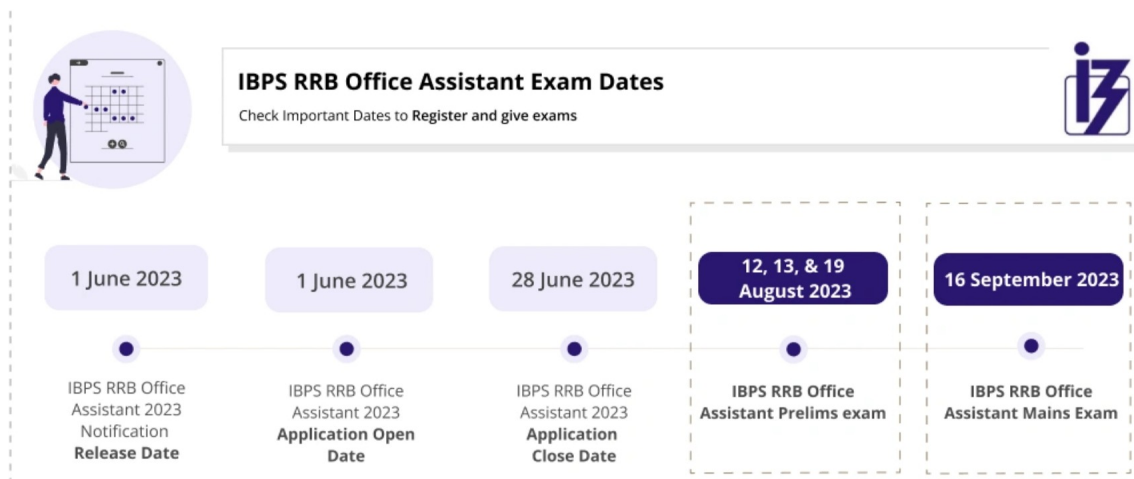 IBPS RRB Office Assistant Exam Dates
Check Important Dates to Register and give exams
1 June 2023
IBPS RRB Office
Assistant 2023
Notification
Release Date
1 June 2023
IBPS RRB Office
Assistant 2023
Application Open
Date
28 June 2023
IBPS RRB Office
Assistant 2023
Application
Close Date
12, 13, & 19
August 2023
IBPS RRB Office
Assistant Prelims exam
16 September 2023
IBPS RRB Office
Assistant Mains Exam